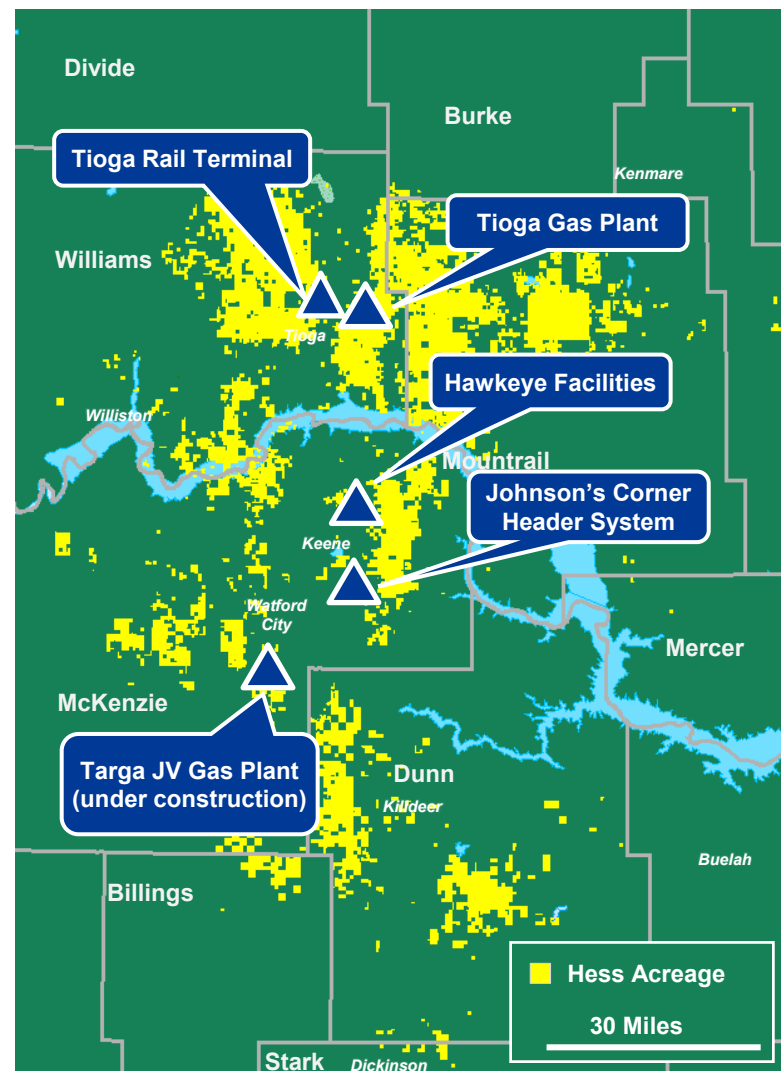 Divide
Burke
Tioga Rail Terminal
Kenmare
Tioga Gas Plant
Williams
Tioga
Hawkeye Facilities
Williston
Mountrail
Johnson’s Corner
Header System
Keene
Watford
City
Mercer
McKenzie
Targa JV Gas Plant
(under construction)
Dunn
Killdeer
Buelah
Billings
Hess Acreage
30 Miles
Stark
Dickinson